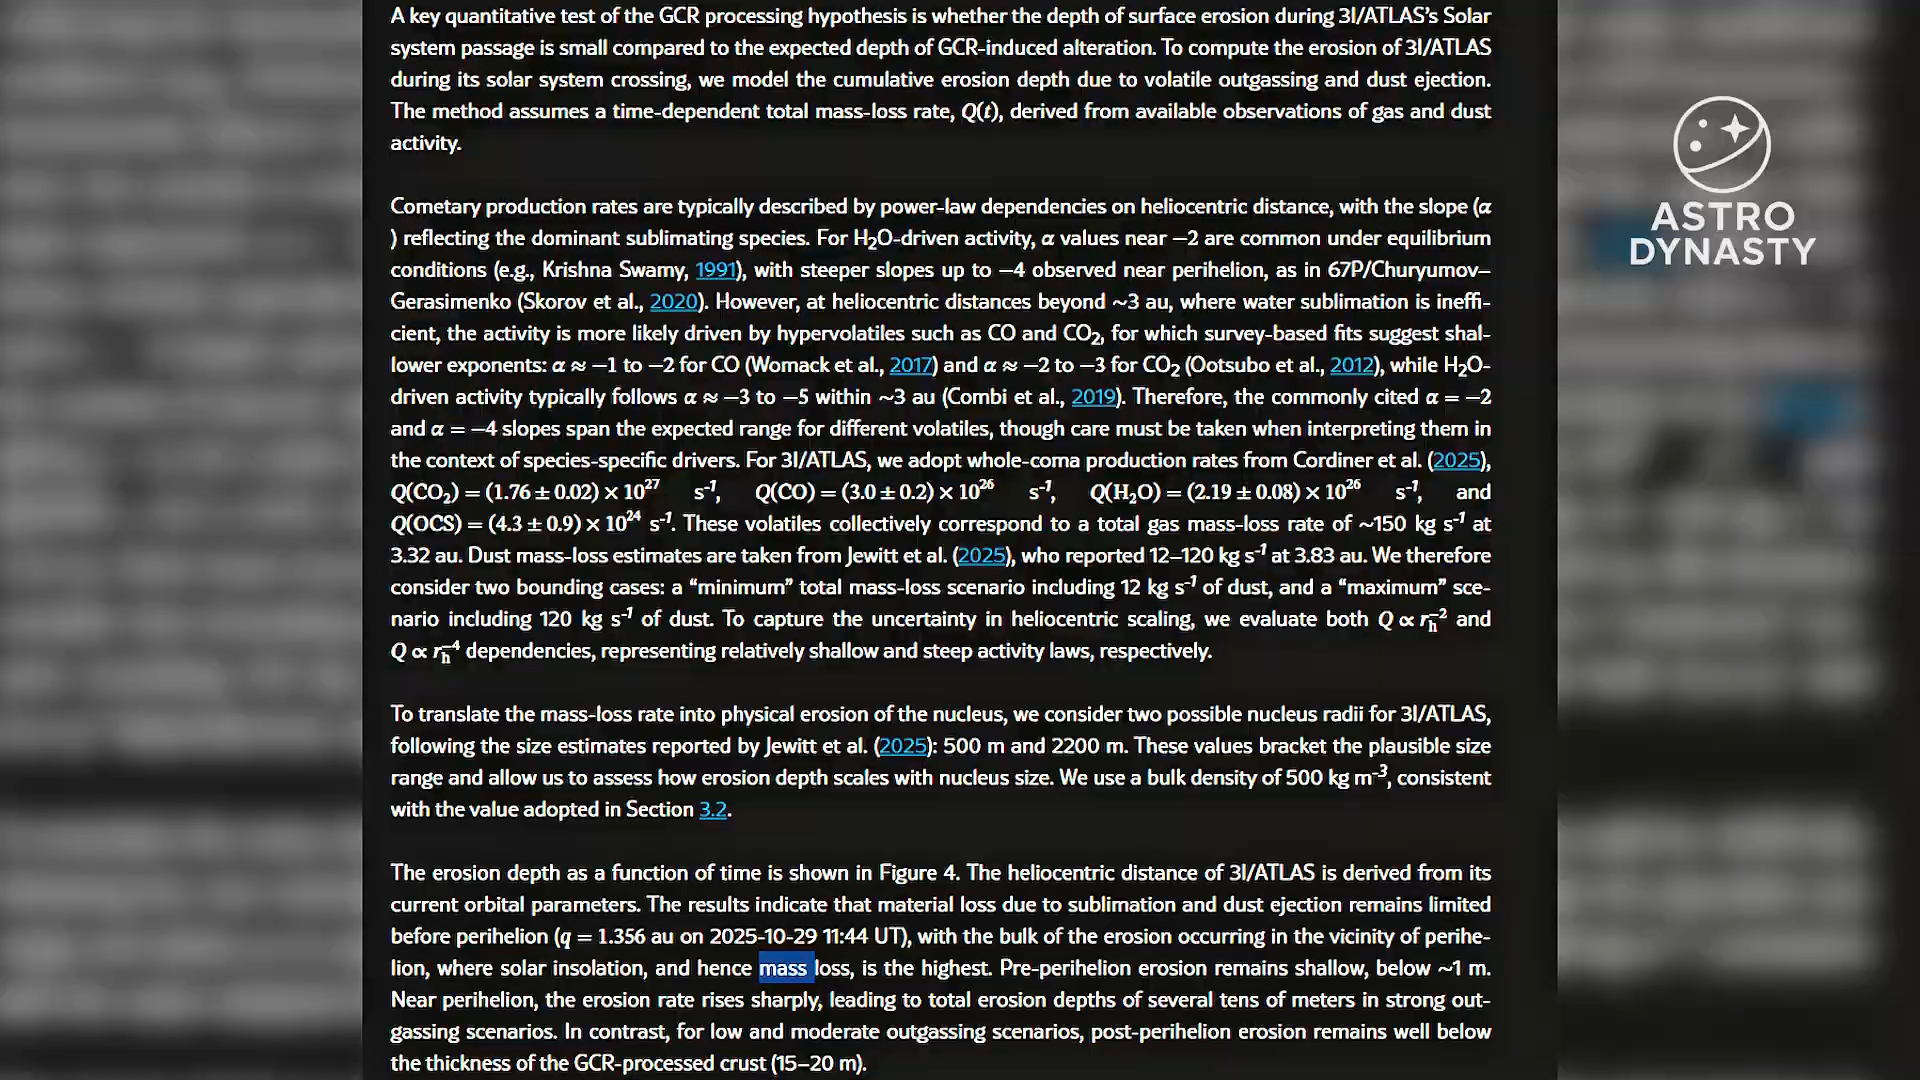 A key quantitative test of the GCR processing hypothesis is whether the depth of surface erosion during 3I/ATLAS's Solar
system passage is small compared to the expected depth of GCR-induced alteration. To compute the erosion of 3I/ATLAS
during its solar system crossing, we model the cumulative erosion depth due to volatile outgassing and dust ejection.
The method assumes a time-dependent total mass-loss rate, Q(t), derived from available observations of gas and dust
activity.
Cometary production rates are typically described by power-law dependencies on heliocentric distance, with the slope (α
) reflecting the dominant sublimating species. For H₂O-driven activity, α values near −2 are common under equilibrium
conditions (e.g., Krishna Swamy, 1991), with steeper slopes up to −4 observed near perihelion, as in 67P/Churyumov–
Gerasimenko (Skorov et al., 2020). However, at heliocentric distances beyond ~3 au, where water sublimation is ineffi-
cient, the activity is more likely driven by hypervolatiles such as CO and CO₂, for which survey-based fits suggest shal-
lower exponents: α ≈ −1 to −2 for CO (Womack et al., 2017) and α ≈ −2 to −3 for CO₂ (Ootsubo et al., 2012), while H₂O-
driven activity typically follows α ≈ −3 to −5 within ~3 au (Combi et al., 2019). Therefore, the commonly cited α = −2
and α = −4 slopes span the expected range for different volatiles, though care must be taken when interpreting them in
the context of species-specific drivers. For 3I/ATLAS, we adopt whole-coma production rates from Cordiner et al. (2025),
Q(CO₂) = (1.76 ± 0.02) × 10²⁷ s⁻¹, Q(CO) = (3.0 ± 0.2) × 10²⁶ s⁻¹, Q(H₂O) = (2.19 ± 0.08) × 10²⁶ s⁻¹, and
Q(OCS) = (4.3 ± 0.9) × 10²⁴ s⁻¹. These volatiles collectively correspond to a total gas mass-loss rate of ~150 kg s⁻¹ at
3.32 au. Dust mass-loss estimates are taken from Jewitt et al. (2025), who reported 12–120 kg s⁻¹ at 3.83 au. We therefore
consider two bounding cases: a “minimum” total mass-loss scenario including 12 kg s⁻¹ of dust, and a “maximum” sce-
nario including 120 kg s⁻¹ of dust. To capture the uncertainty in heliocentric scaling, we evaluate both Q ∝ rₕ⁻² and
Q ∝ rₕ⁻⁴ dependencies, representing relatively shallow and steep activity laws, respectively.
To translate the mass-loss rate into physical erosion of the nucleus, we consider two possible nucleus radii for 3I/ATLAS,
following the size estimates reported by Jewitt et al. (2025): 500 m and 2200 m. These values bracket the plausible size
range and allow us to assess how erosion depth scales with nucleus size. We use a bulk density of 500 kg m⁻³, consistent
with the value adopted in Section 3.2.
The erosion depth as a function of time is shown in Figure 4. The heliocentric distance of 3I/ATLAS is derived from its
current orbital parameters. The results indicate that material loss due to sublimation and dust ejection remains limited
before perihelion (q = 1.356 au on 2025-10-29 11:44 UT), with the bulk of the erosion occurring in the vicinity of perihe-
lion, where solar insolation, and hence mass loss, is the highest. Pre-perihelion erosion remains shallow, below ~1 m.
Near perihelion, the erosion rate rises sharply, leading to total erosion depths of several tens of meters in strong out-
gassing scenarios. In contrast, for low and moderate outgassing scenarios, post-perihelion erosion remains well below
the thickness of the GCR-processed crust (15–20 m).
ASTRO
DYNASTY